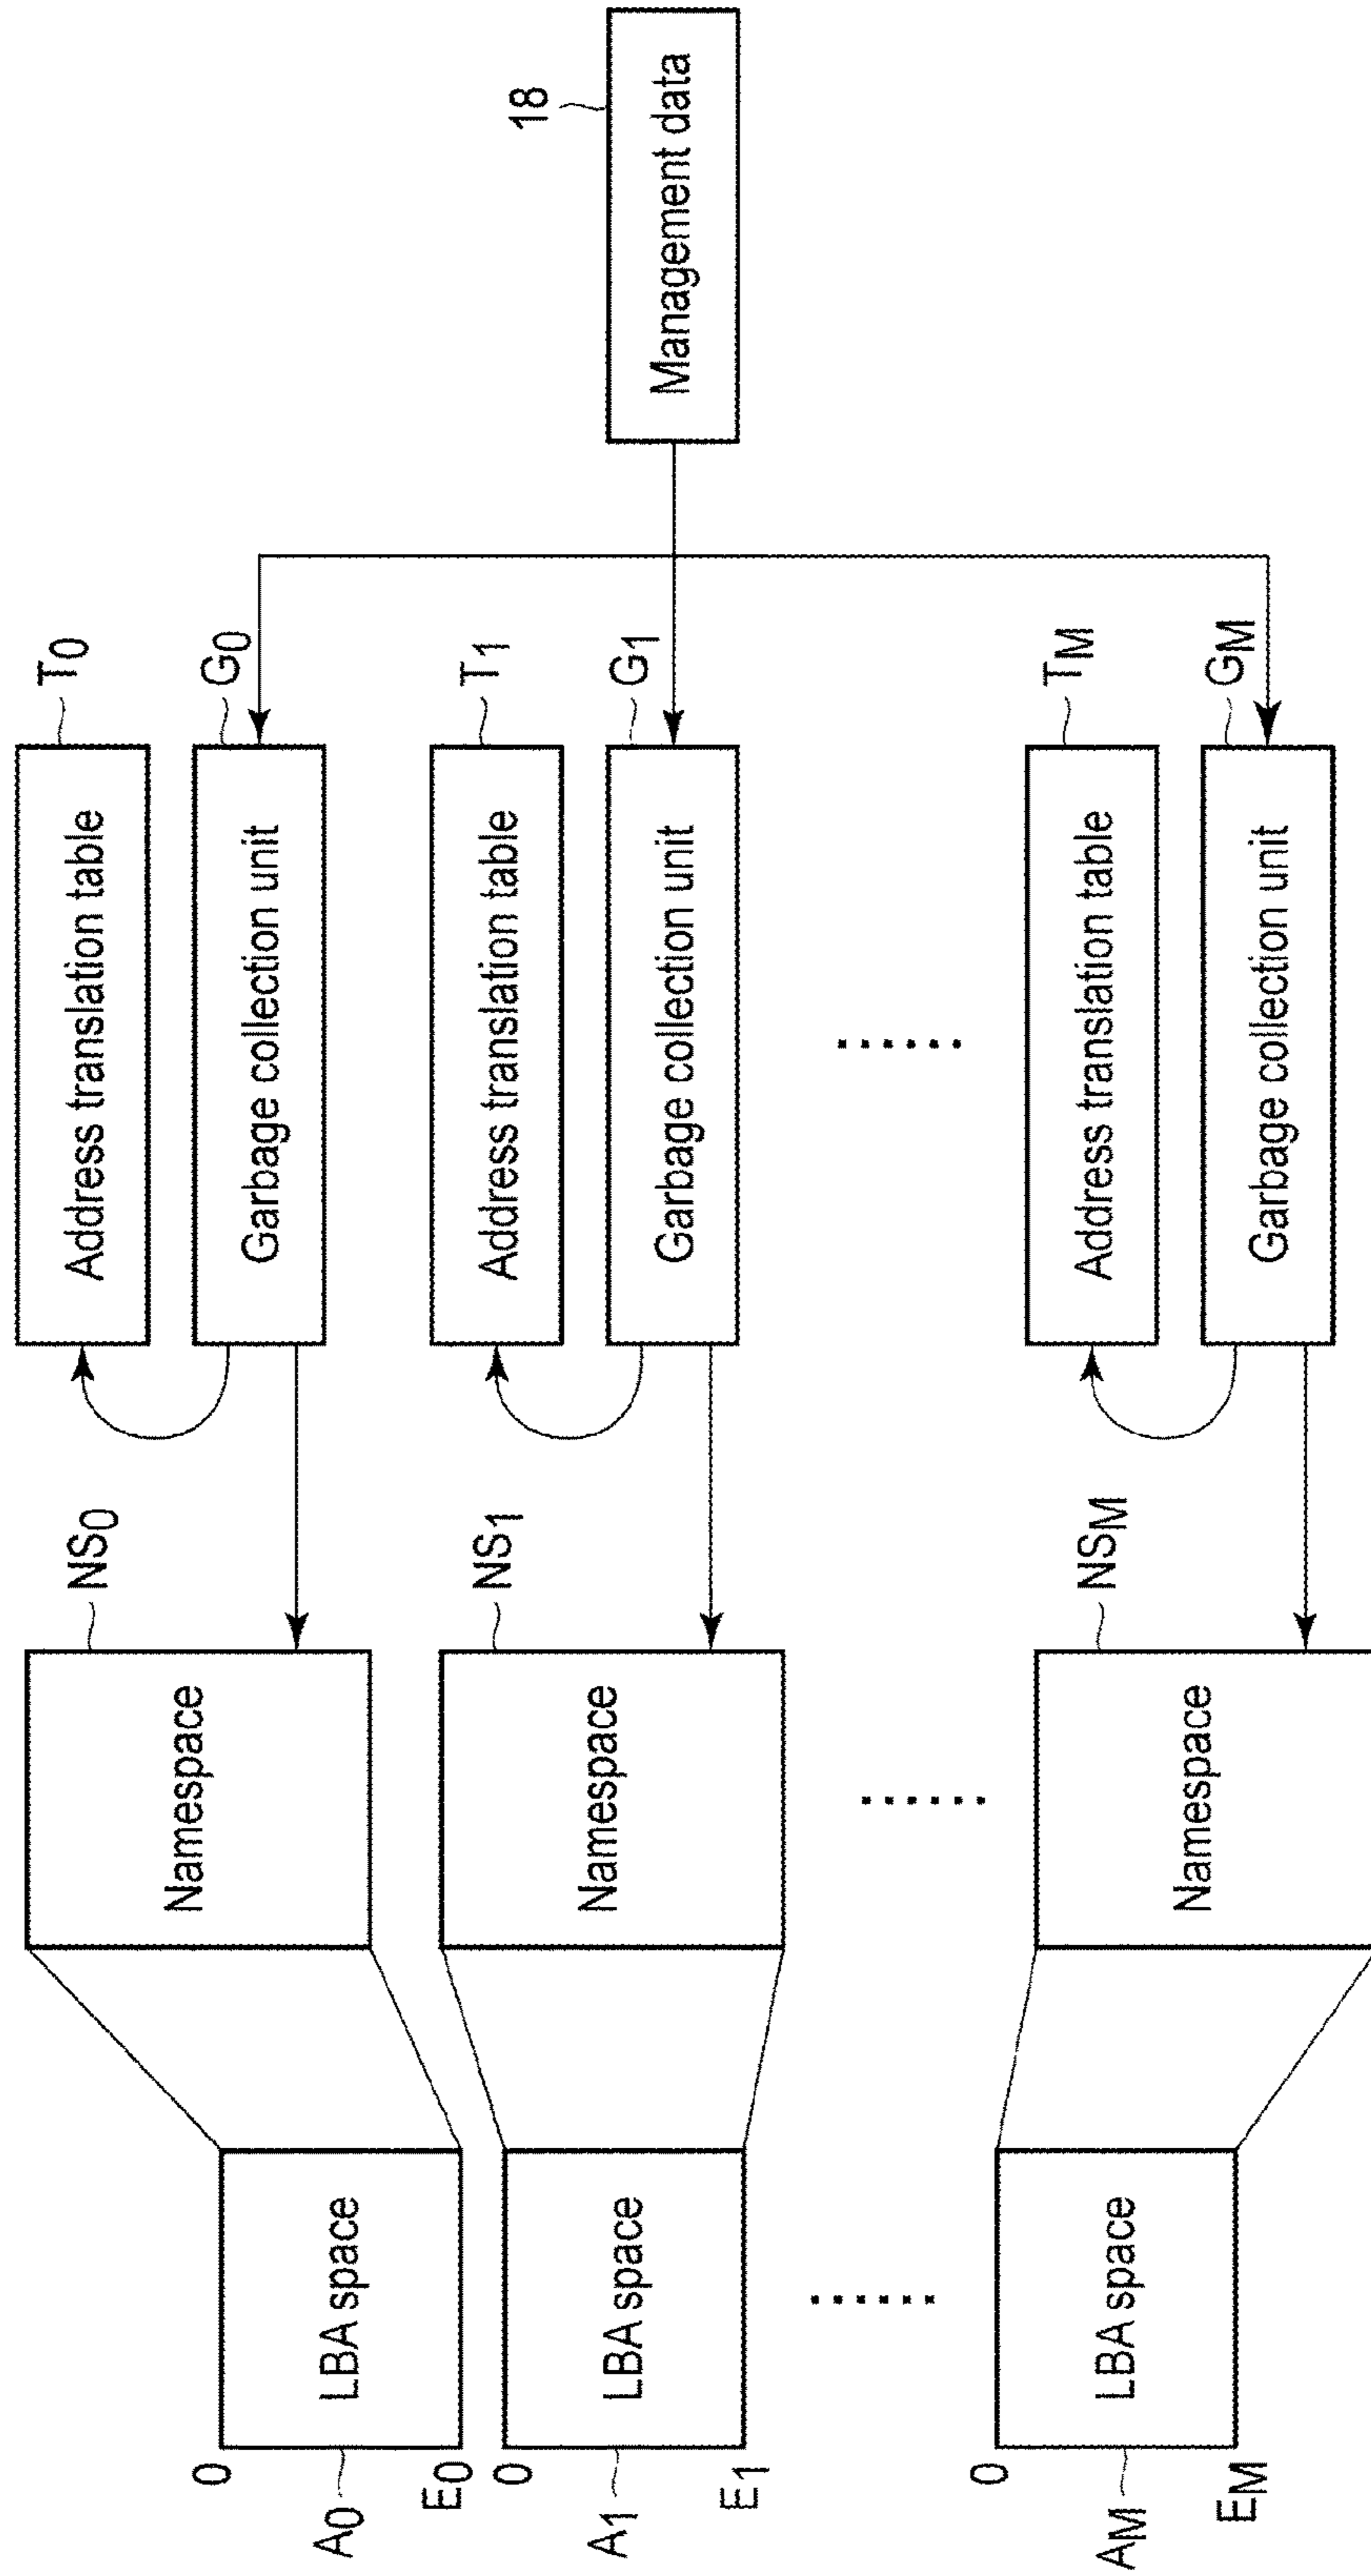 T0
Address translation table
NS0
Namespace
G0
Garbage collection unit
0
LBA space
A0
E0
18
Management data
T1
Address translation table
NS1
Namespace
G1
Garbage collection unit
0
LBA space
A1
E1
TM
Address translation table
NSM
Namespace
GM
Garbage collection unit
0
LBA space
AM
EM